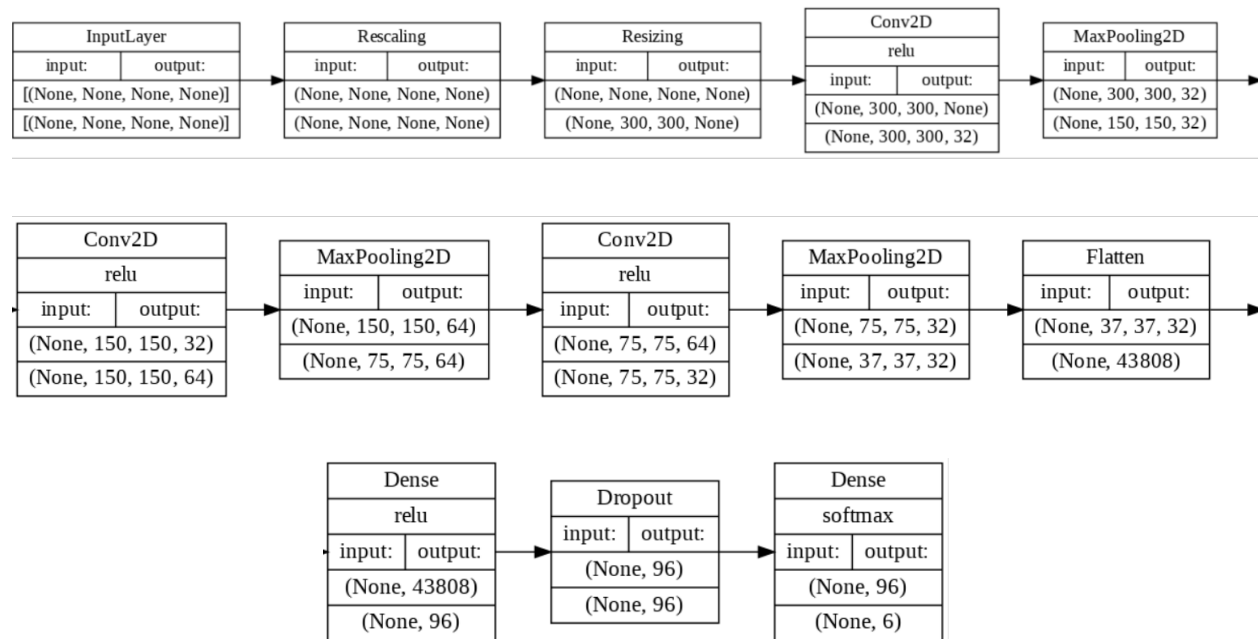 InputLayer
input: output:
[(None, None, None, None)]
[(None, None, None, None)]
Rescaling
input: output:
(None, None, None, None)
(None, None, None, None)
Resizing
input: output:
(None, None, None, None)
(None, 300, 300, None)
Conv2D
relu
input: output:
(None, 300, 300, None)
(None, 300, 300, 32)
MaxPooling2D
input: output:
(None, 300, 300, 32)
(None, 150, 150, 32)
Conv2D
relu
input: output:
(None, 150, 150, 32)
(None, 150, 150, 64)
MaxPooling2D
input: output:
(None, 150, 150, 64)
(None, 75, 75, 64)
Conv2D
relu
input: output:
(None, 75, 75, 64)
(None, 75, 75, 32)
MaxPooling2D
input: output:
(None, 75, 75, 32)
(None, 37, 37, 32)
Flatten
input: output:
(None, 37, 37, 32)
(None, 43808)
Dense
relu
input: output:
(None, 43808)
(None, 96)
Dropout
input: output:
(None, 96)
(None, 96)
Dense
softmax
input: output:
(None, 96)
(None, 6)